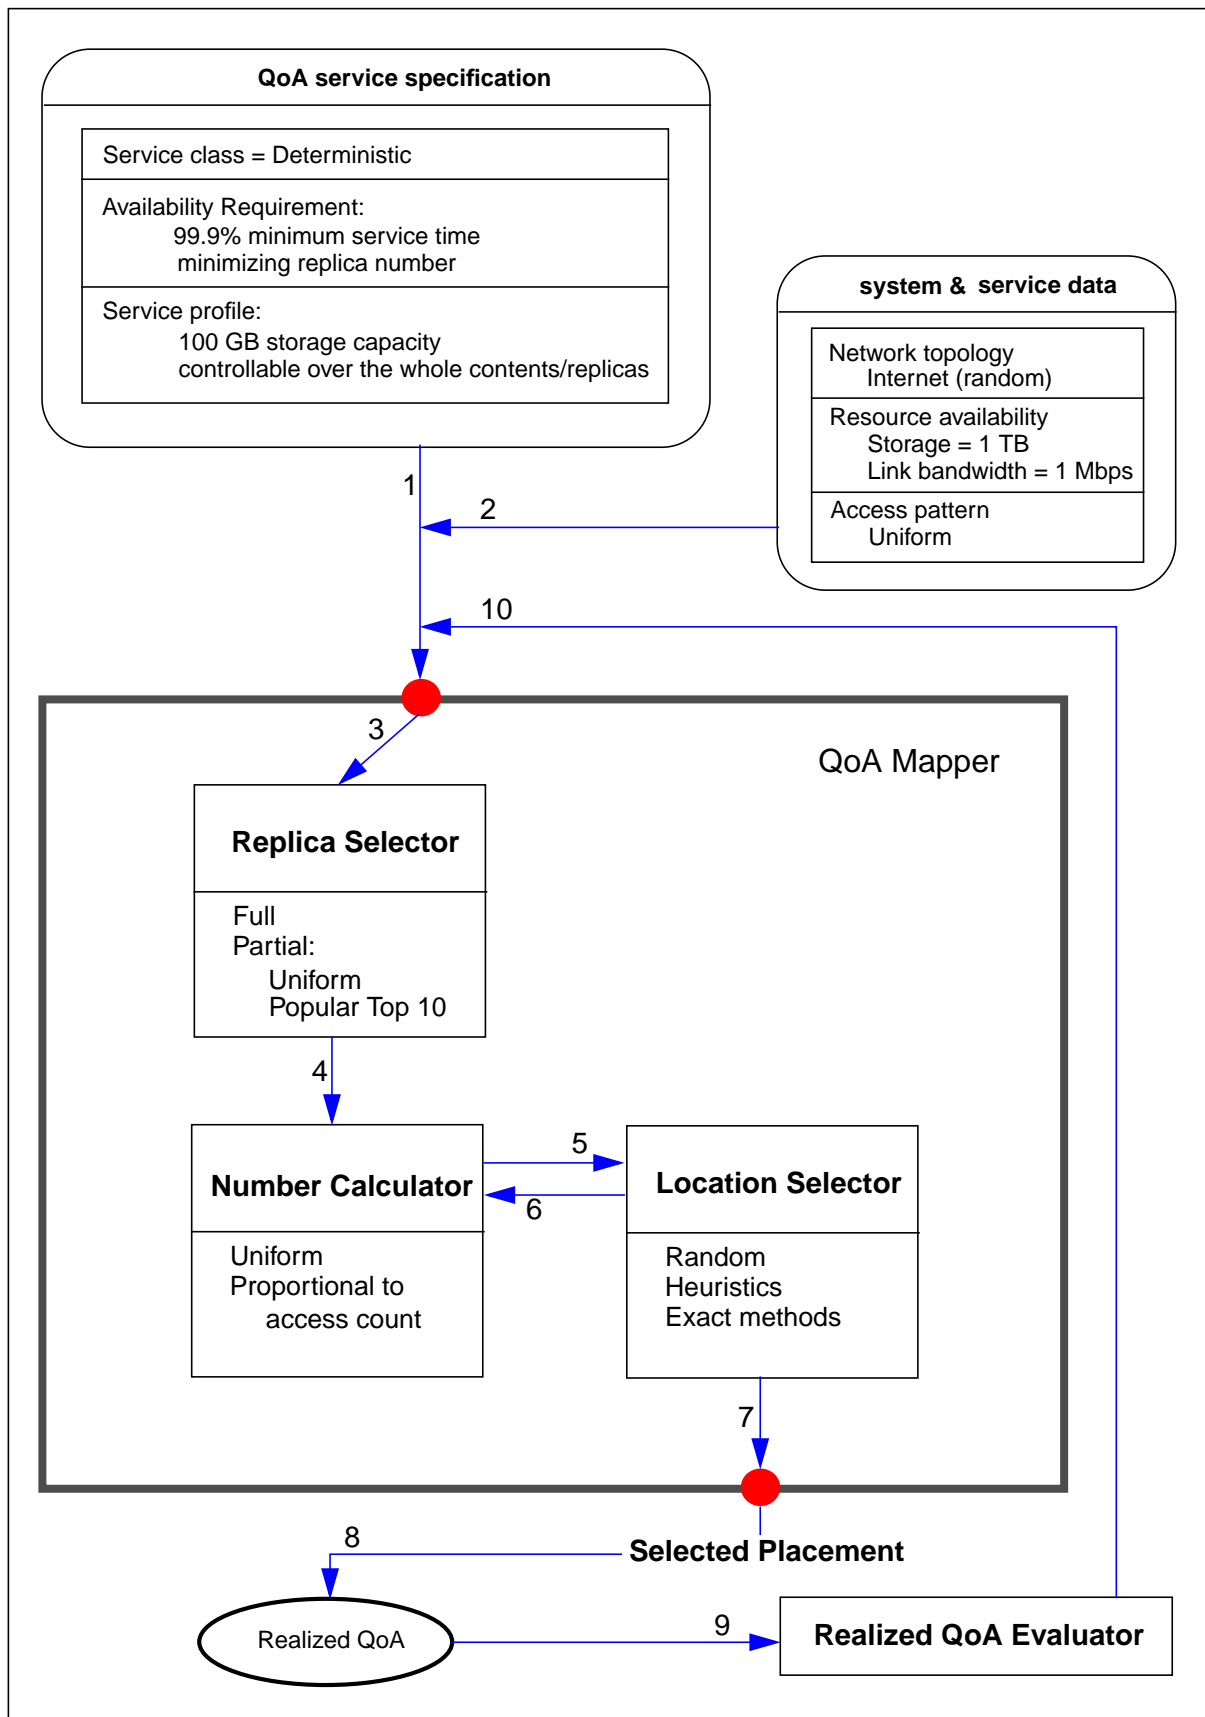 QoA service specification
Service class = Deterministic
Availability Requirement:
99.9% minimum service time
minimizing replica number
Service profile:
100 GB storage capacity
controllable over the whole contents/replicas
system & service data
Network topology
Internet (random)
Resource availability
Storage = 1 TB
Link bandwidth = 1 Mbps
Access pattern
Uniform
1
2
10
3
QoA Mapper
Replica Selector
Full
Partial:
Uniform
Popular Top 10
4
5
6
Number Calculator
Uniform
Proportional to
access count
Location Selector
Random
Heuristics
Exact methods
7
8
Selected Placement
Realized QoA
9
Realized QoA Evaluator